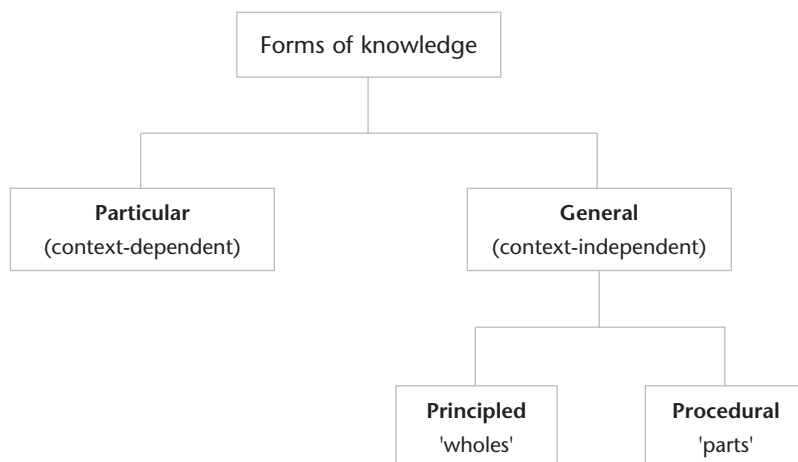 Forms of knowledge
Particular
(context-dependent)
General
(context-independent)
Principled
'wholes'
Procedural
'parts'